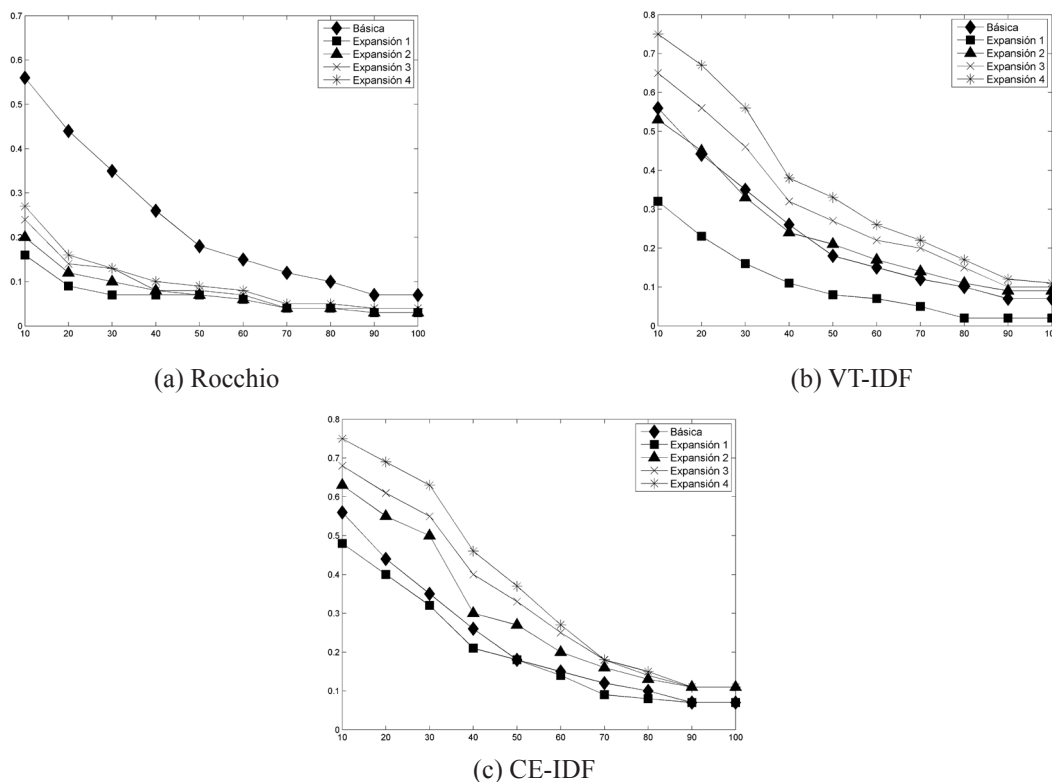 0.7
0.6
0.5
0.4
0.3
0.2
0.1
0
10 20 30 40 50 60 70 80 90 100
Básica
Expansión 1
Expansión 2
Expansión 3
Expansión 4
(a) Rocchio
0.8
0.7
0.6
0.5
0.4
0.3
0.2
0.1
0
10 20 30 40 50 60 70 80 90 100
Básica
Expansión 1
Expansión 2
Expansión 3
Expansión 4
(b) VT-IDF
0.8
0.7
0.6
0.5
0.4
0.3
0.2
0.1
0
10 20 30 40 50 60 70 80 90 100
Básica
Expansión 1
Expansión 2
Expansión 3
Expansión 4
(c) CE-IDF